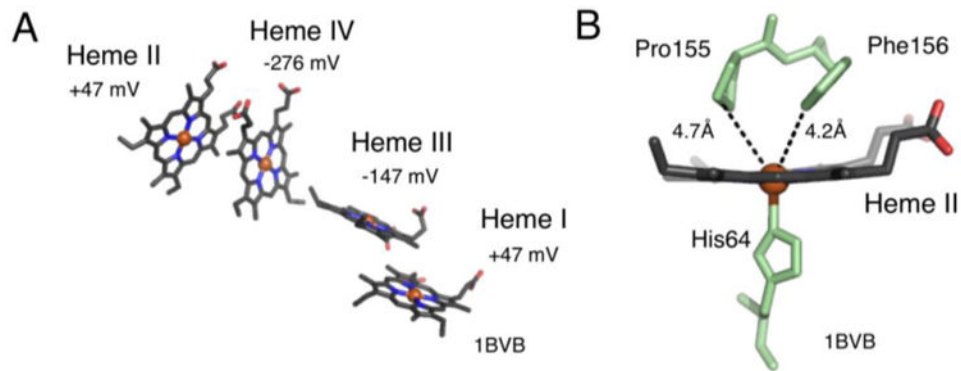 A
Heme II
+47 mV
Heme IV
-276 mV
Heme III
-147 mV
Heme I
+47 mV
1BVB
B
Pro155
Phe156
4.7Å
4.2Å
Heme II
His64
1BVB